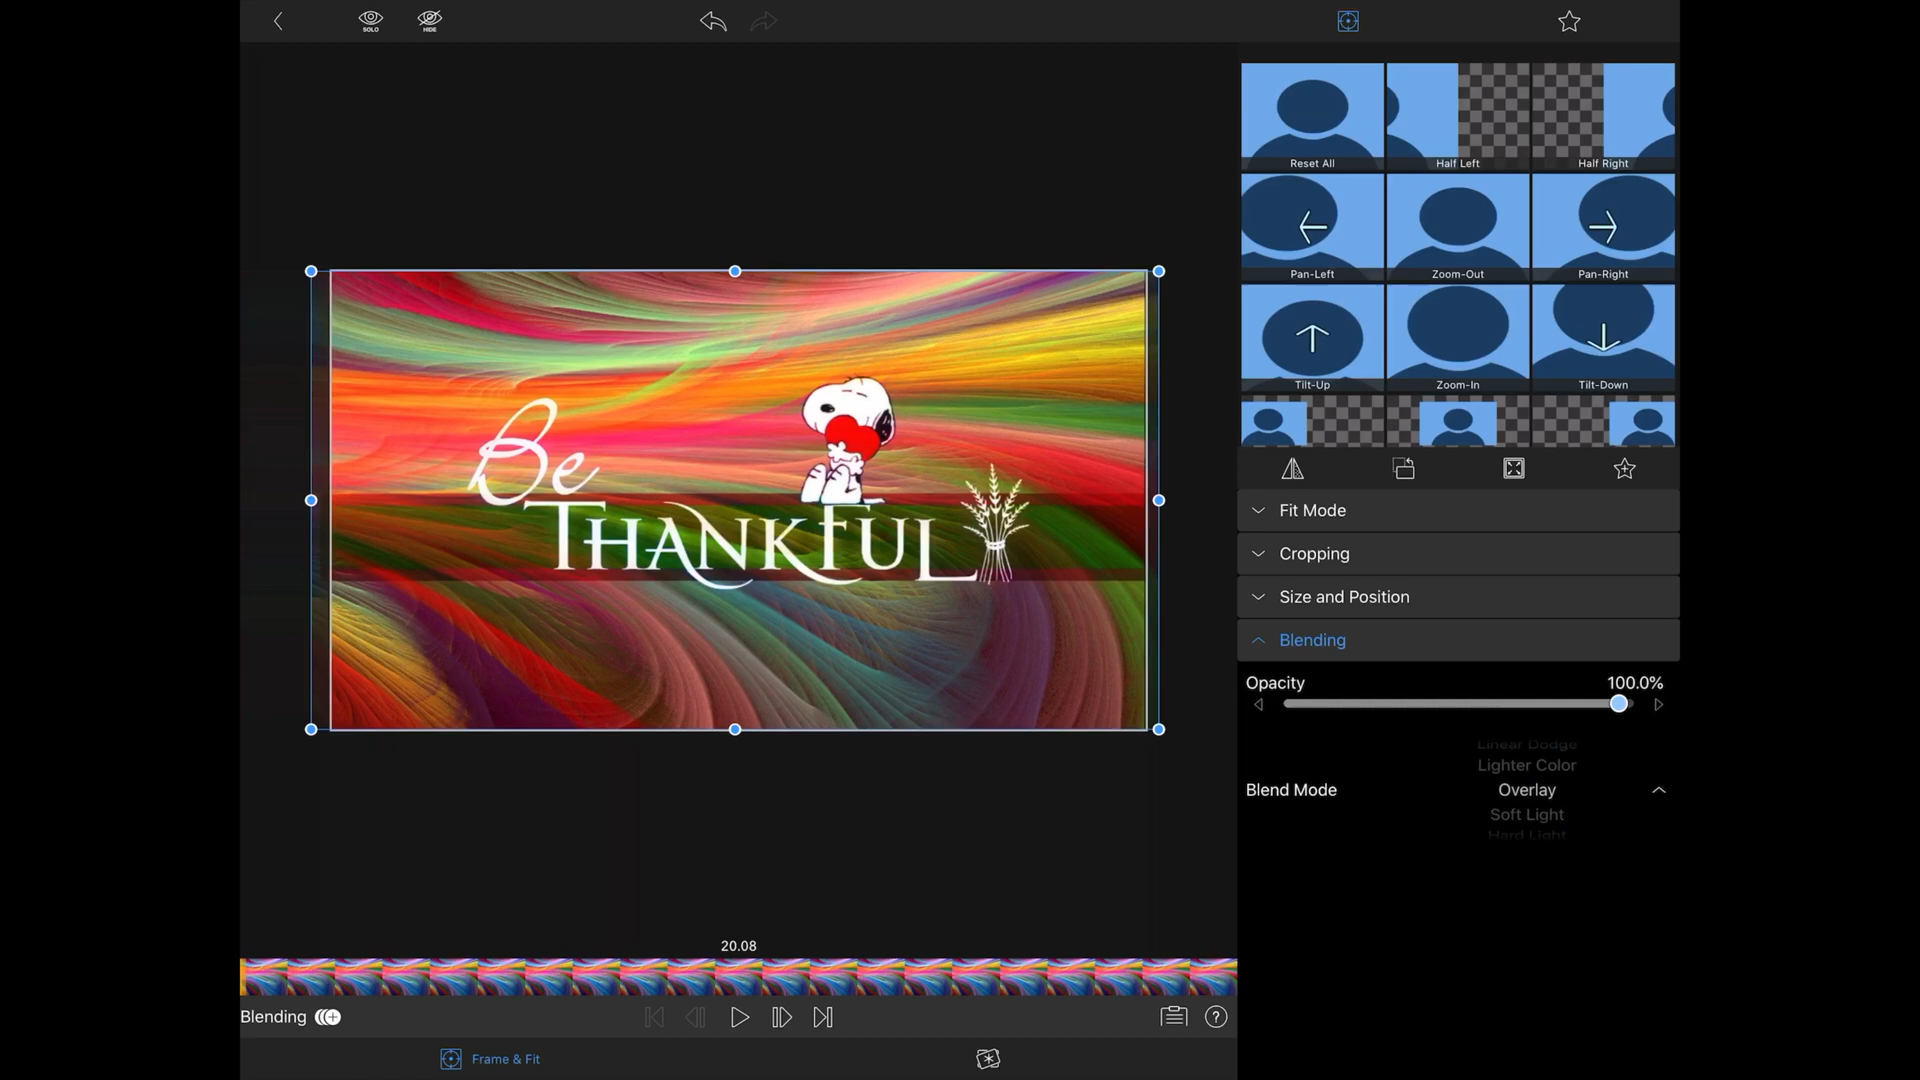 SOLO
HIDE
Reset All
Half Left
Half Right
Pan-Left
Zoom-Out
Pan-Right
Tilt-Up
Zoom-In
Tilt-Down
Be
THANKFUL
Fit Mode
Cropping
Size and Position
Blending
Opacity 100.0%
Linear Dodge
Lighter Color
Blend Mode Overlay
Soft Light
Hard Light
20.08
Blending
?
Frame & Fit